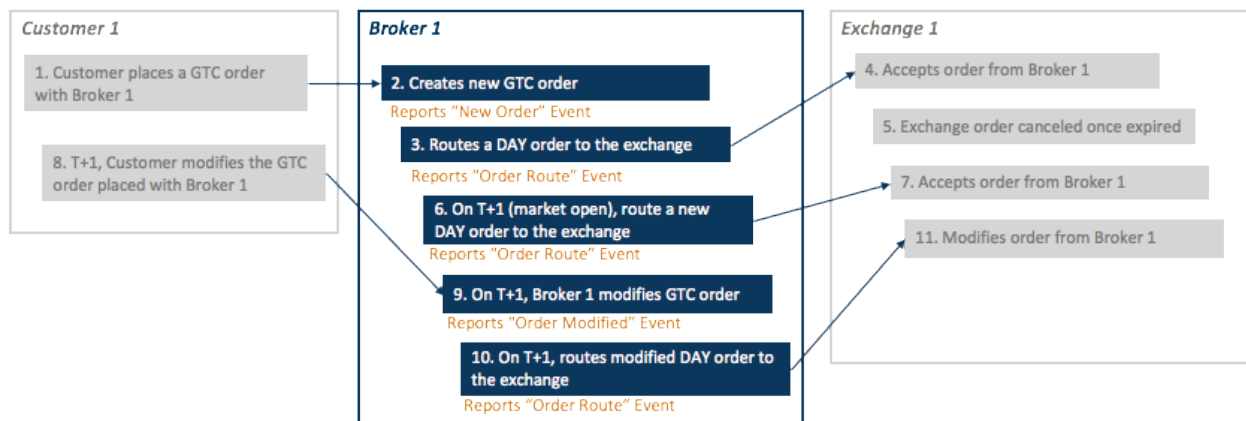 Customer 1
1. Customer places a GTC order
with Broker 1
8. T+1, Customer modifies the GTC
order placed with Broker 1
Broker 1
2. Creates new GTC order
Reports "New Order" Event
3. Routes a DAY order to the exchange
Reports "Order Route" Event
6. On T+1 (market open), route a new
DAY order to the exchange
Reports "Order Route" Event
9. On T+1, Broker 1 modifies GTC order
Reports "Order Modified" Event
10. On T+1, routes modified DAY order to
the exchange
Reports "Order Route" Event
Exchange 1
4. Accepts order from Broker 1
5. Exchange order canceled once expired
7. Accepts order from Broker 1
11. Modifies order from Broker 1